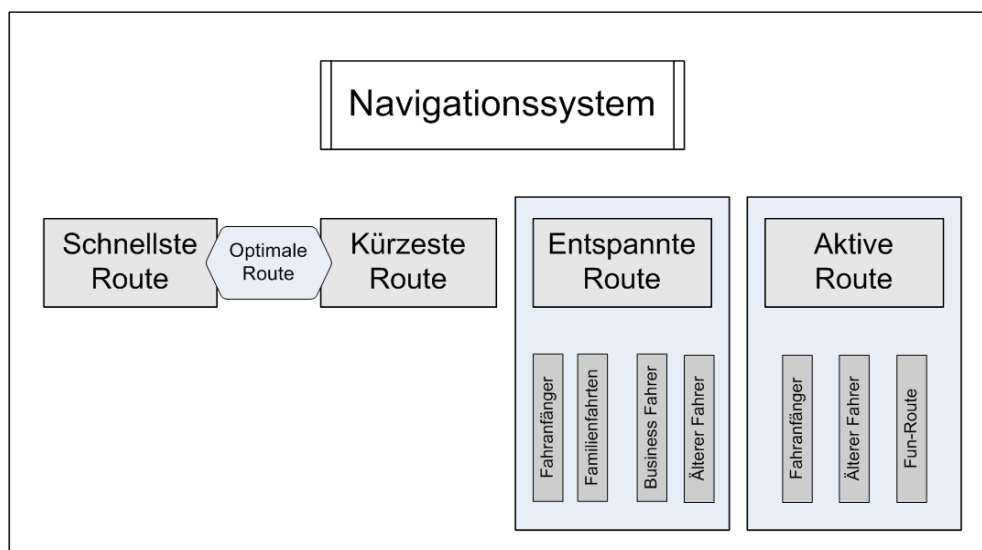 Navigationssystem
Schnellste
Route
Optimale
Route
Kürzeste
Route
Entspannte
Route
Aktive
Route
Fahranfänger
Familienfahrten
Business Fahrer
Älterer Fahrer
Fahranfänger
Älterer Fahrer
Fun-Route